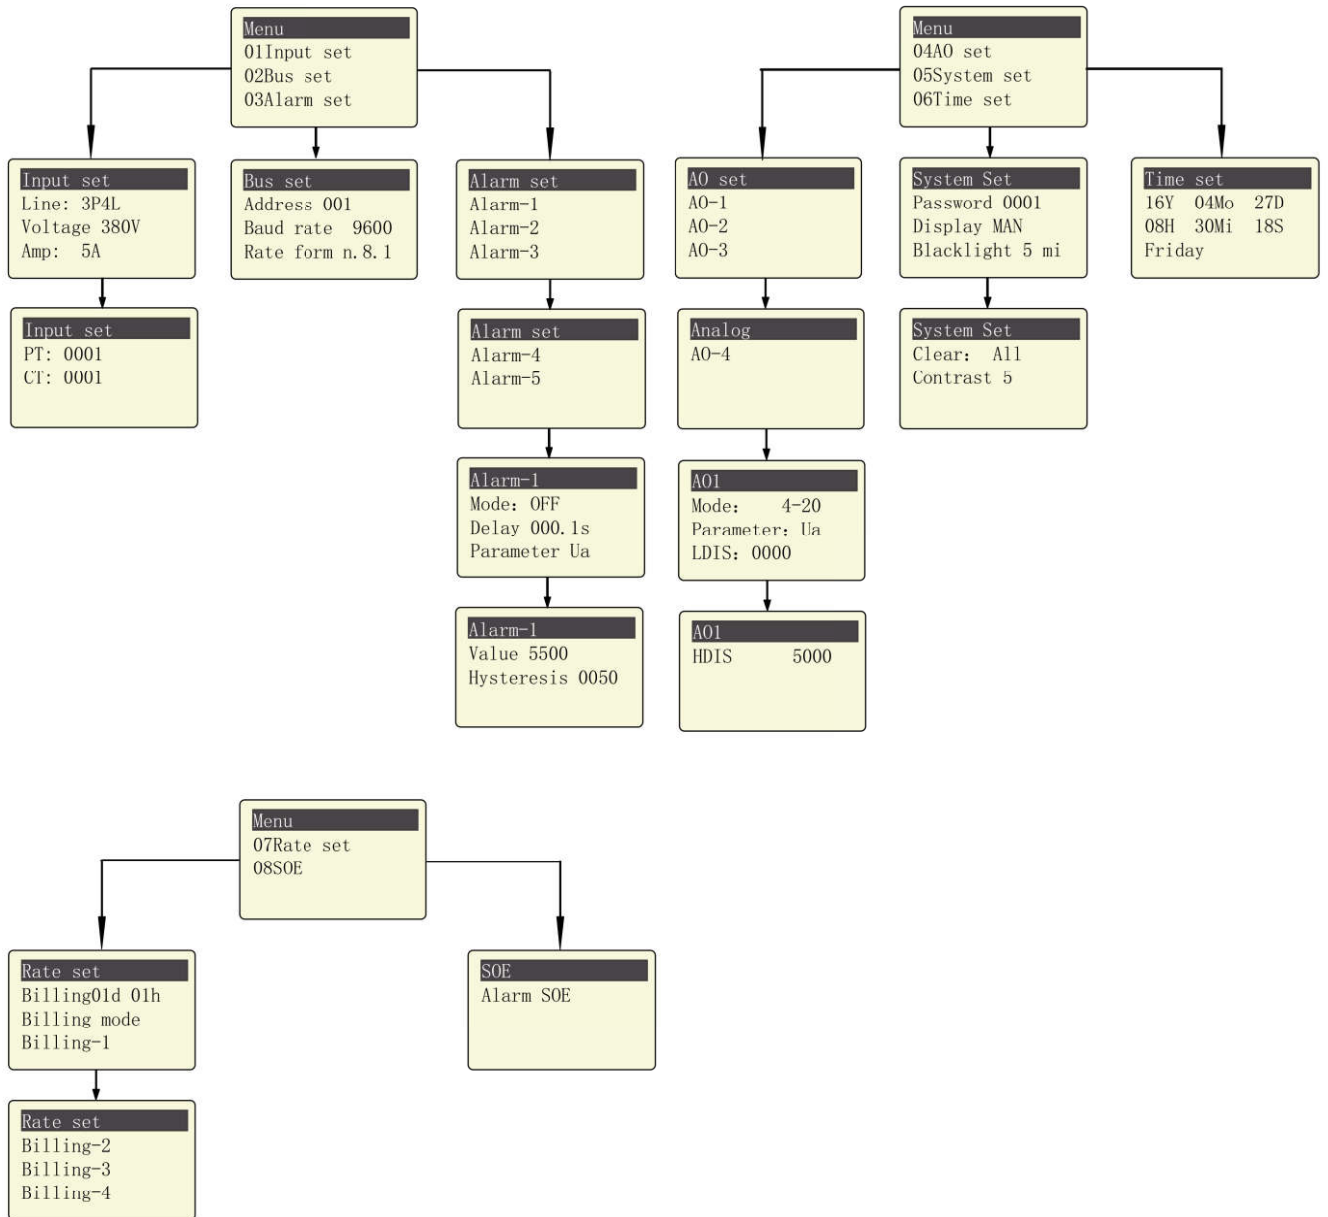 Menu
01Input set
02Bus set
03Alarm set
Menu
04AO set
05System set
06Time set
Input set
Line: 3P4L
Voltage 380V
Amp: 5A
Bus set
Address 001
Baud rate 9600
Rate form n.8.1
Alarm set
Alarm-1
Alarm-2
Alarm-3
AO set
AO-1
AO-2
AO-3
System Set
Password 0001
Display MAN
Blacklight 5 mi
Time set
16Y 04Mo 27D
08H 30Mi 18S
Friday
Input set
PT: 0001
CT: 0001
Alarm set
Alarm-4
Alarm-5
Analog
AO-4
System Set
Clear: All
Contrast 5
Alarm-1
Mode: OFF
Delay 000.1s
Parameter Ua
AO1
Mode: 4-20
Parameter: Ua
LDIS: 0000
Alarm-1
Value 5500
Hysteresis 0050
AO1
HDIS 5000
Menu
07Rate set
08SOE
Rate set
Billing01d 01h
Billing mode
Billing-1
SOE
Alarm SOE
Rate set
Billing-2
Billing-3
Billing-4